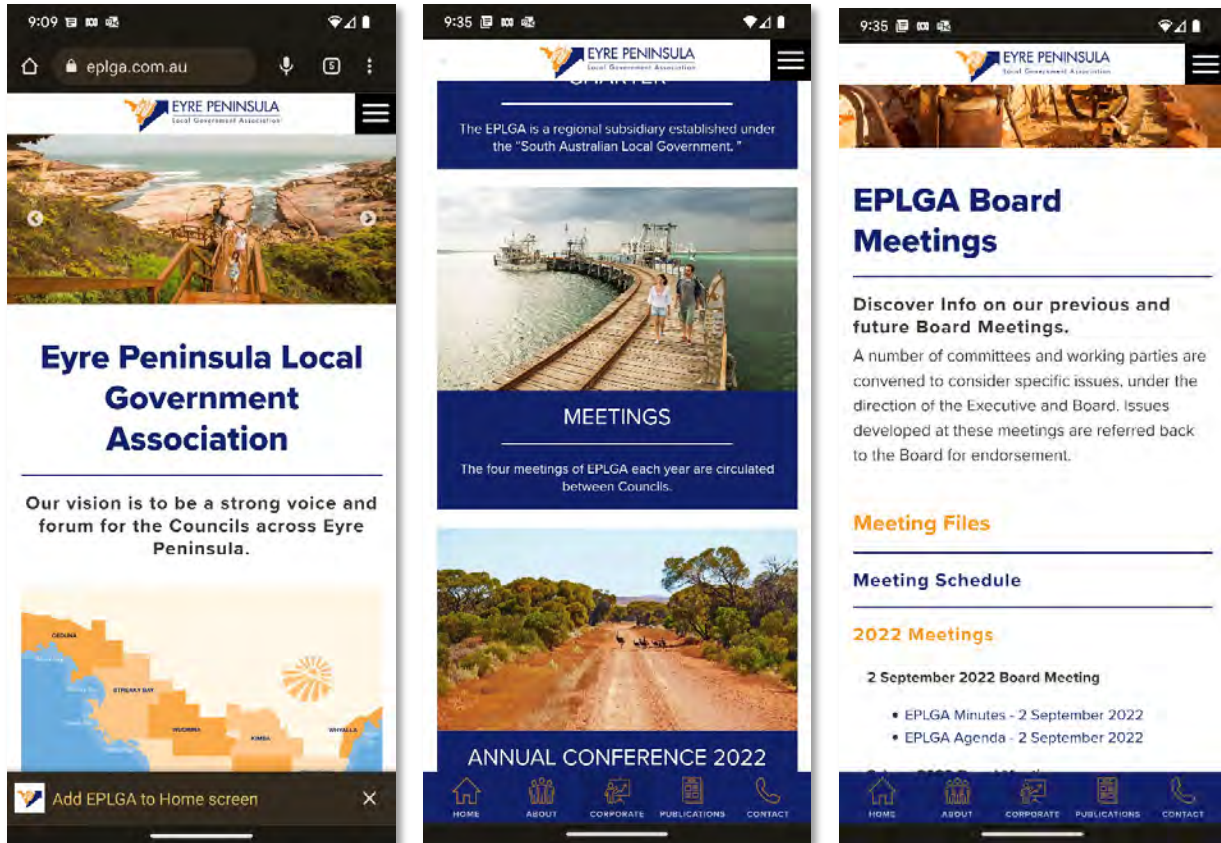 9:09
eplga.com.au
5
EYRE PENINSULA
Local Government Association
Eyre Peninsula Local
Government
Association
Our vision is to be a strong voice and
forum for the Councils across Eyre
Peninsula.
CEDUNA
STREAKY BAY
WUDINNA
KIMBA
WHYALLA
Add EPLGA to Home screen
9:35
EYRE PENINSULA
Local Government Association
CHARTER
The EPLGA is a regional subsidiary established under
the "South Australian Local Government. "
MEETINGS
The four meetings of EPLGA each year are circulated
between Councils.
ANNUAL CONFERENCE 2022
HOME ABOUT CORPORATE PUBLICATIONS CONTACT
9:35
EYRE PENINSULA
Local Government Association
EPLGA Board
Meetings
Discover Info on our previous and
future Board Meetings.
A number of committees and working parties are
convened to consider specific issues, under the
direction of the Executive and Board. Issues
developed at these meetings are referred back
to the Board for endorsement.
Meeting Files
Meeting Schedule
2022 Meetings
2 September 2022 Board Meeting
• EPLGA Minutes - 2 September 2022
• EPLGA Agenda - 2 September 2022
HOME ABOUT CORPORATE PUBLICATIONS CONTACT